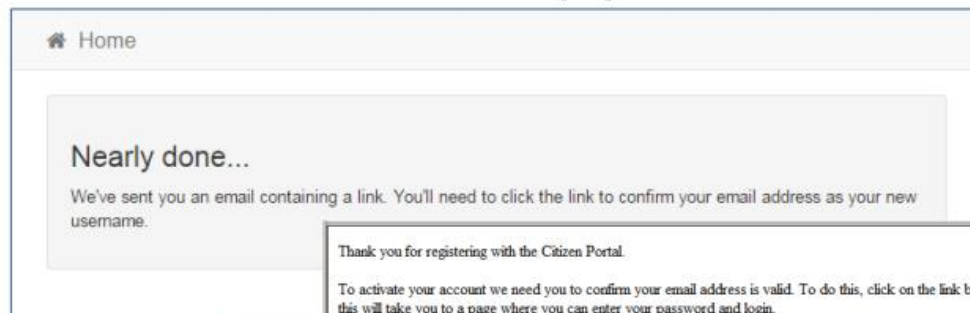 Home
Nearly done...
We've sent you an email containing a link. You'll need to click the link to confirm your email address as your new
username.
Thank you for registering with the Citizen Portal.
To activate your account we need you to confirm your email address is valid. To do this, click on the link
this will take you to a page where you can enter your password and login.